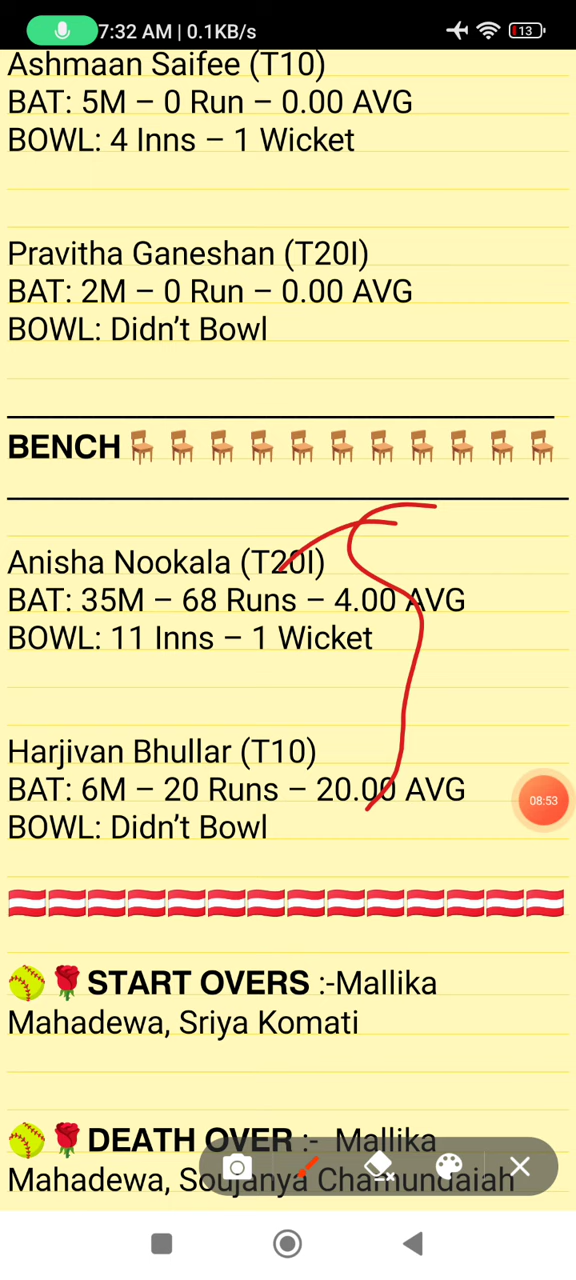 7:32 AM | 0.1KB/s
13
Ashmaan Saifee (T10)
BAT: 5M – 0 Run – 0.00 AVG
BOWL: 4 Inns – 1 Wicket
Pravitha Ganeshan (T20I)
BAT: 2M – 0 Run – 0.00 AVG
BOWL: Didn't Bowl
BENCH
Anisha Nookala (T20I)
BAT: 35M – 68 Runs – 4.00 AVG
BOWL: 11 Inns – 1 Wicket
Harjivan Bhullar (T10)
BAT: 6M – 20 Runs – 20.00 AVG
08:53
BOWL: Didn't Bowl
START OVERS :-Mallika
Mahadewa, Sriya Komati
DEATH OVER :- Mallika
Mahadewa, Soujanya Chamundaiah